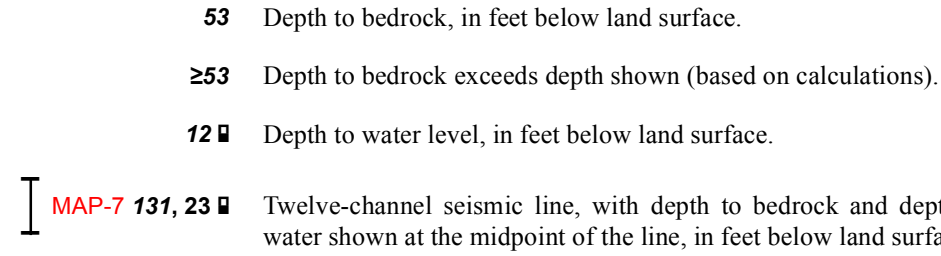 53 Depth to bedrock, in feet below land surface.
≥53 Depth to bedrock exceeds depth shown (based on calculations).
12 Depth to water level, in feet below land surface.
MAP-7 131, 23 Twelve-channel seismic line, with depth to bedrock and
water shown at the midpoint of the line, in feet below land